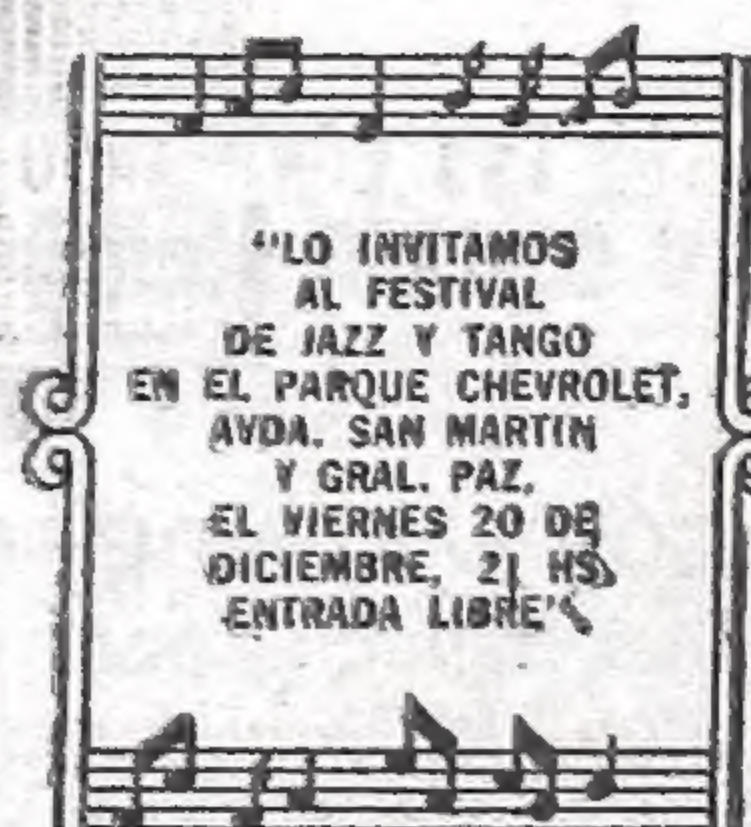 "LO INVITAMOS
AL FESTIVAL
DE JAZZ Y TANGO
EN EL PARQUE CHEVROLET,
AVDA. SAN MARTIN
Y GRAL. PAZ,
EL VIERNES 20 DE
DICIEMBRE, 21 HS.
ENTRADA LIBRE"